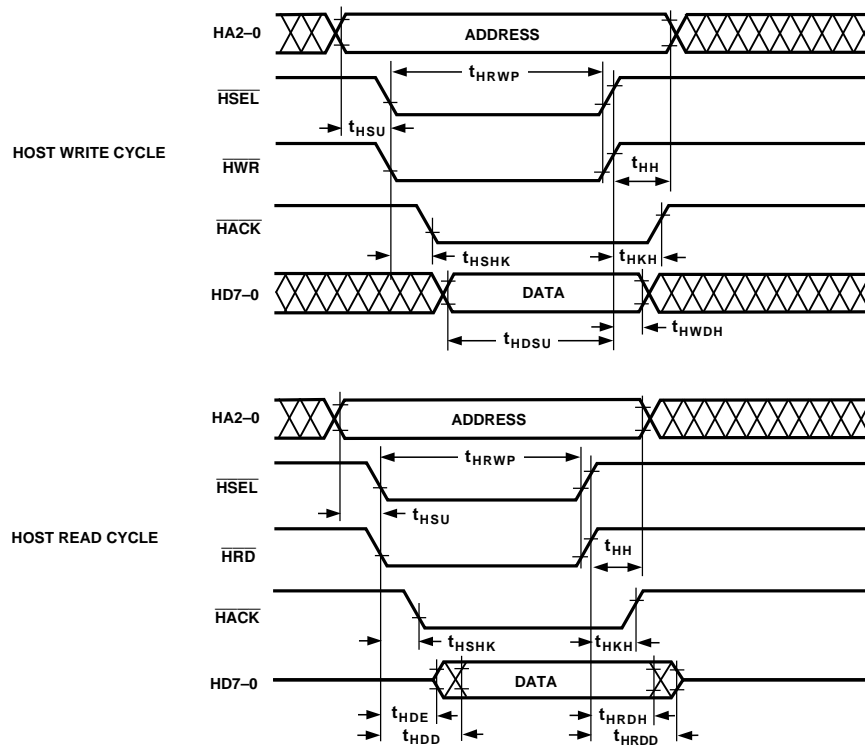 HA2–0 ADDRESS
tHRWP
HSEL
tHSU
HOST WRITE CYCLE
HWR
tHH
HACK
tHSHK tHKH
HD7–0 DATA
tHWDH
tHDSU
HA2–0 ADDRESS
tHRWP
HSEL
tHSU
HOST READ CYCLE
HRD
tHH
HACK
tHSHK tHKH
HD7–0 DATA
tHDE tHRDH
tHDD tHRDD